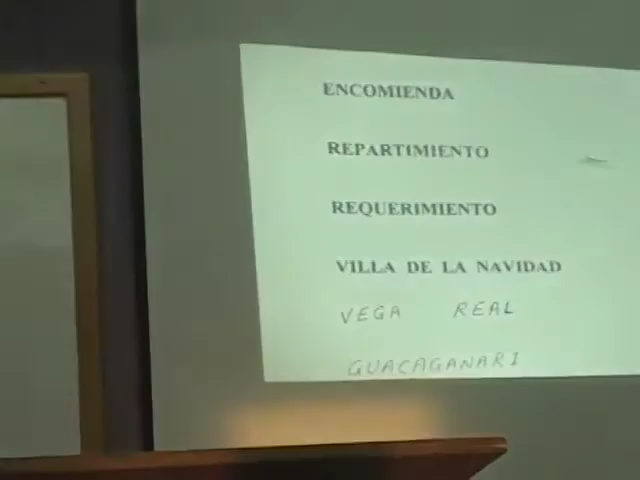 ENCOMIENDA
REPARTIMIENTO
REQUERIMIENTO
VILLA DE LA NAVIDAD
VEGA REAL
GUACAGANARI